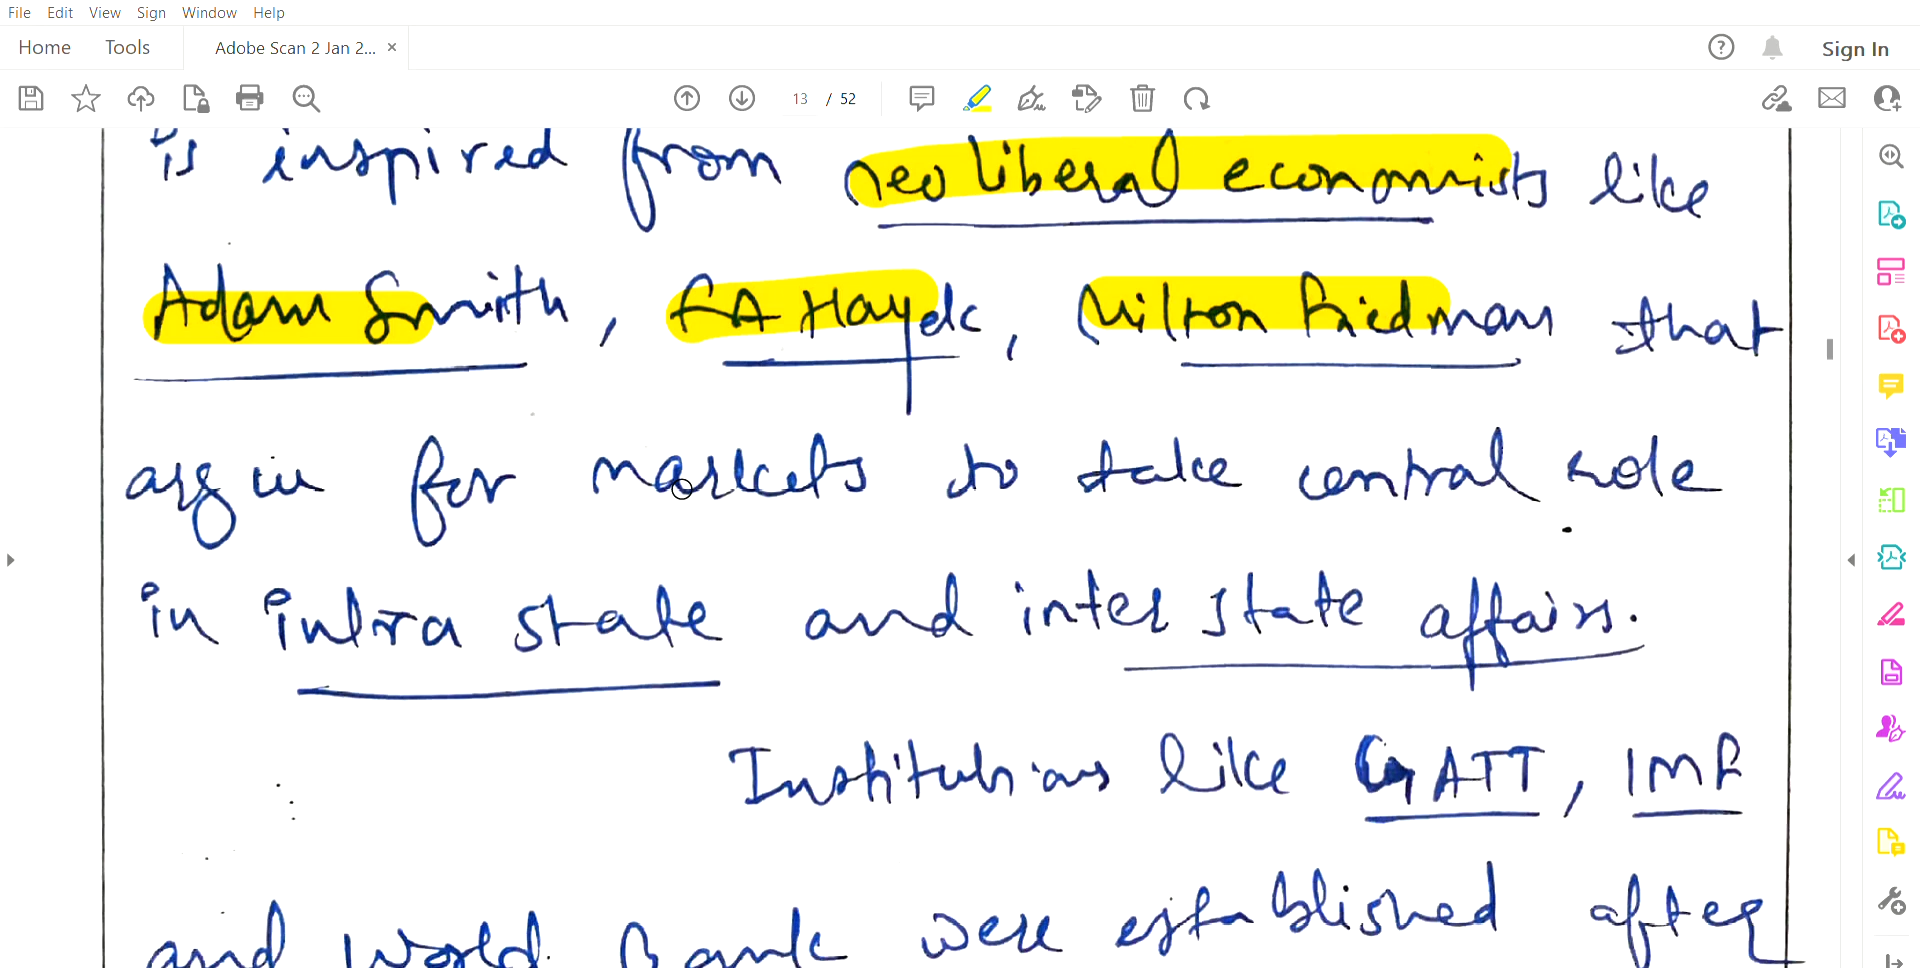 File Edit View Sign Window Help
Home Tools Adobe Scan 2 Jan 2... × Sign In
13 / 52
is inspired from neo liberal economists like
Adam Smith, FA Hayek, Milton Friedman that
argue for markets to take central role
in intra state and inter state affairs.
Institutions like GATT, IMF
and World Bank were established after